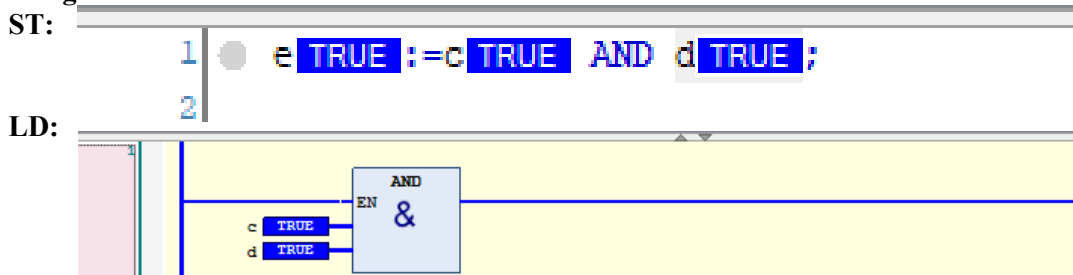 ST:
1 e TRUE :=c TRUE AND d TRUE ;
2
LD:
1
AND
EN
&
c TRUE
d TRUE